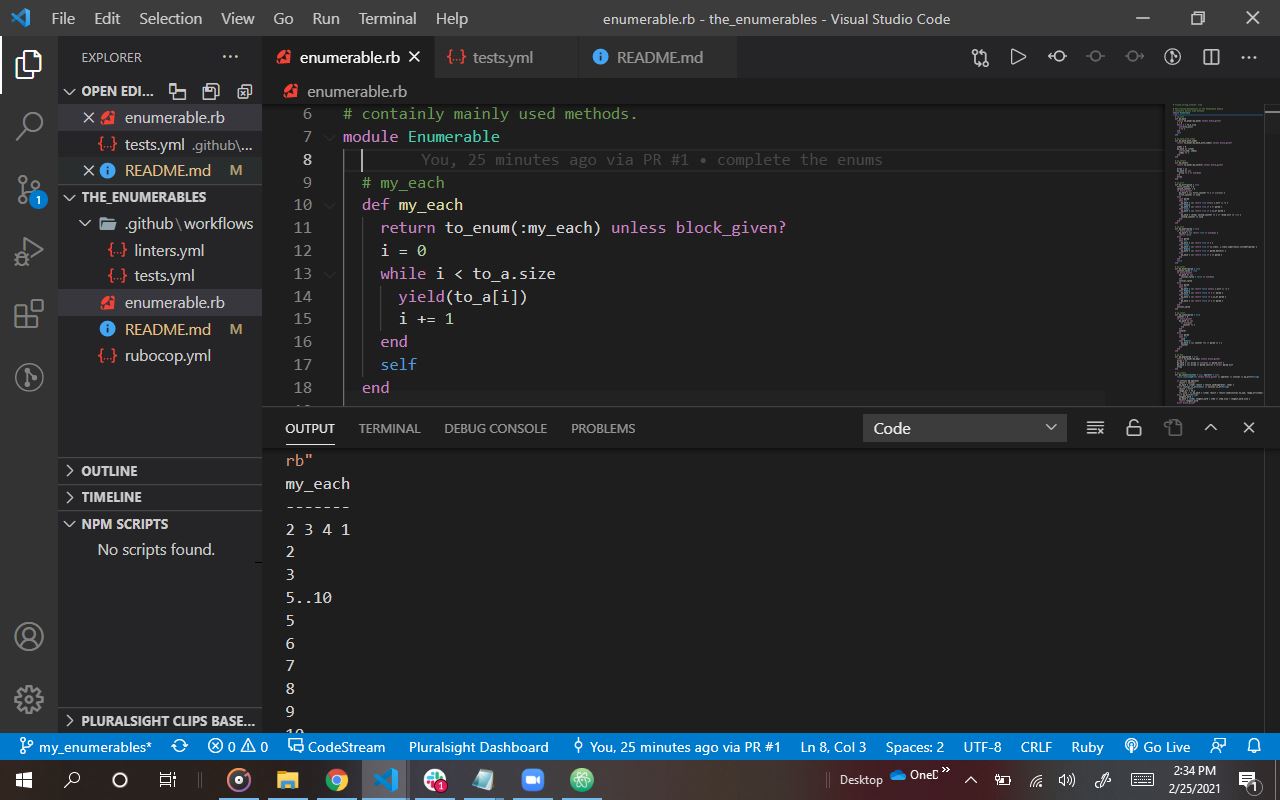 File Edit Selection View Go Run Terminal Help enumerable.rb - the_enumerables - Visual Studio Code
EXPLORER
enumerable.rb
tests.yml
README.md
OPEN EDI...
enumerable.rb
tests.yml .github\...
README.md M
THE_ENUMERABLES
.github\workflows
linters.yml
tests.yml
enumerable.rb
README.md M
rubocop.yml
OUTLINE
TIMELINE
NPM SCRIPTS
No scripts found.
PLURALSIGHT CLIPS BASE...
1
enumerable.rb
6 # containly mainly used methods.
7 module Enumerable
8 You, 25 minutes ago via PR #1 • complete the enums
9 # my_each
10 def my_each
11 return to_enum(:my_each) unless block_given?
12 i = 0
13 while i < to_a.size
14 yield(to_a[i])
15 i += 1
16 end
17 self
18 end
OUTPUT TERMINAL DEBUG CONSOLE PROBLEMS Code
rb"
my_each
-------
2 3 4 1
2
3
5..10
5
6
7
8
9
10
my_enumerables* 0 0 CodeStream Pluralsight Dashboard You, 25 minutes ago via PR #1 Ln 8, Col 3 Spaces: 2 UTF-8 CRLF Ruby Go Live
1 Desktop OneD » 2:34 PM
2/25/2021 1